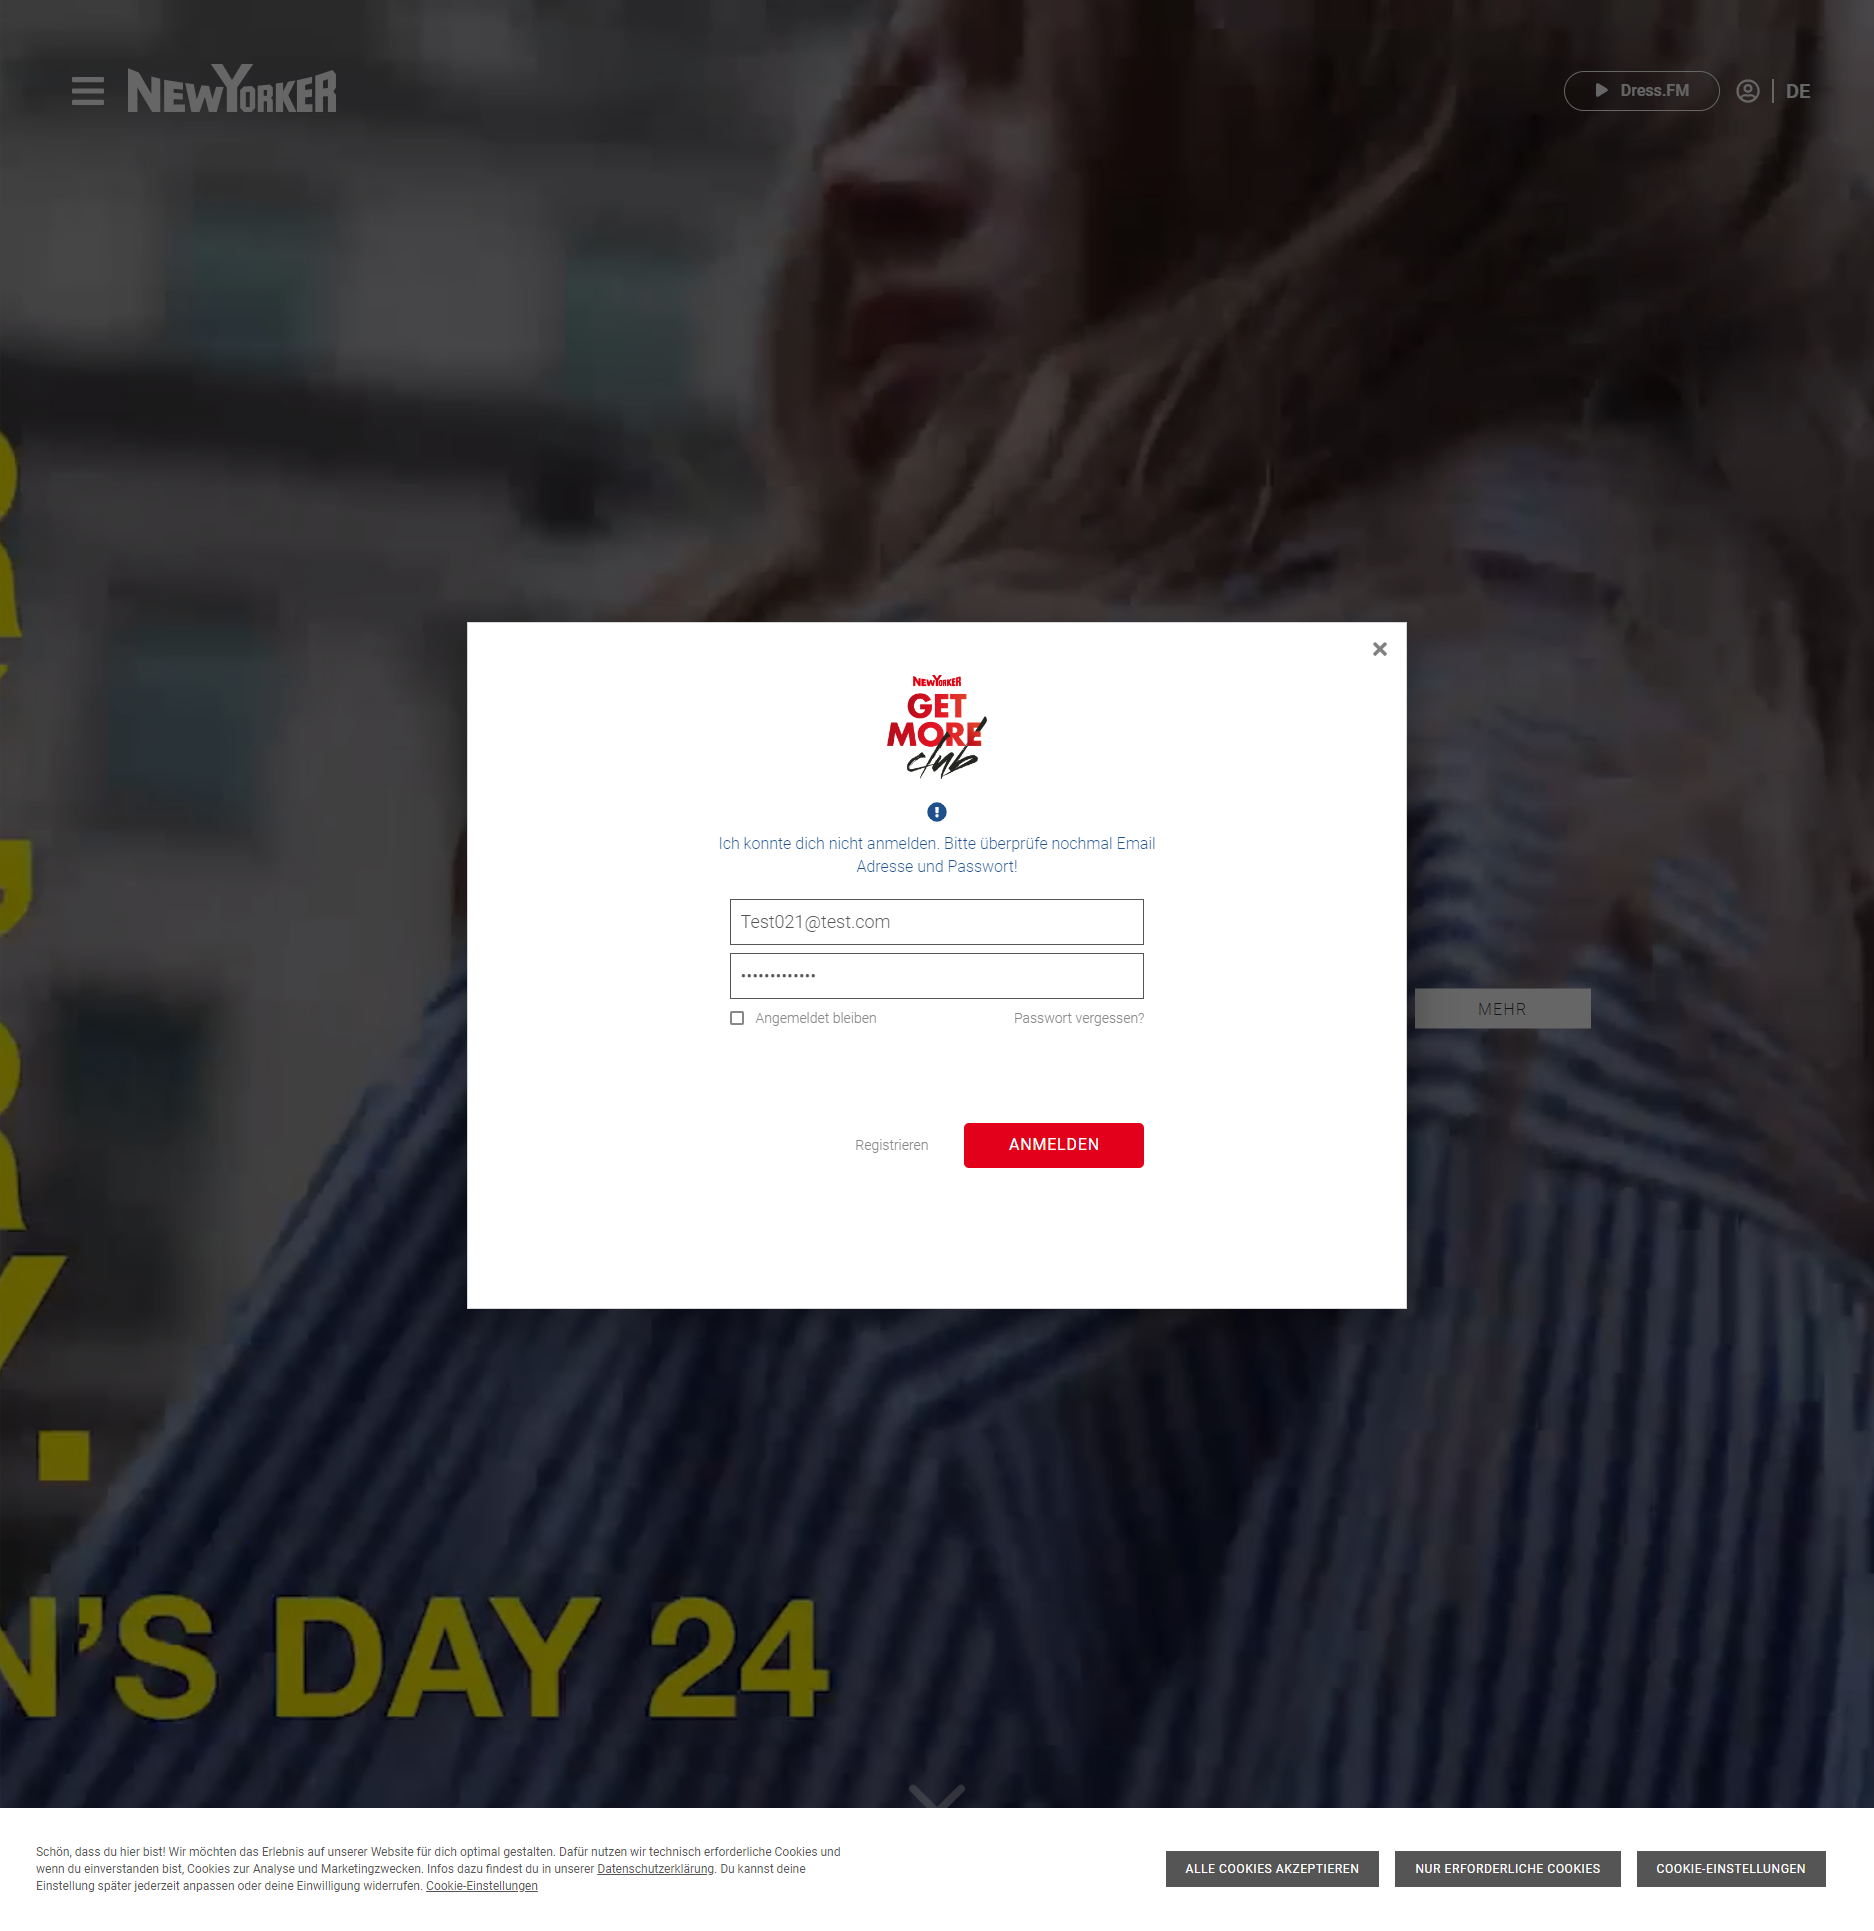 NEWYORKER
Dress.FM
DE
NEWYORKER
GET
MORE
club
Ich konnte dich nicht anmelden. Bitte überprüfe nochmal Email
Adresse und Passwort!
Test021@test.com
•••••••••••••
Angemeldet bleiben
Passwort vergessen?
MEHR
Registrieren
ANMELDEN
N'S DAY 24
Schön, dass du hier bist! Wir möchten das Erlebnis auf unserer Website für dich optimal gestalten. Dafür nutzen wir technisch erforderliche Cookies und
wenn du einverstanden bist, Cookies zur Analyse und Marketingzwecken. Infos dazu findest du in unserer Datenschutzerklärung. Du kannst deine
Einstellung später jederzeit anpassen oder deine Einwilligung widerrufen. Cookie-Einstellungen
ALLE COOKIES AKZEPTIEREN
NUR ERFORDERLICHE COOKIES
COOKIE-EINSTELLUNGEN